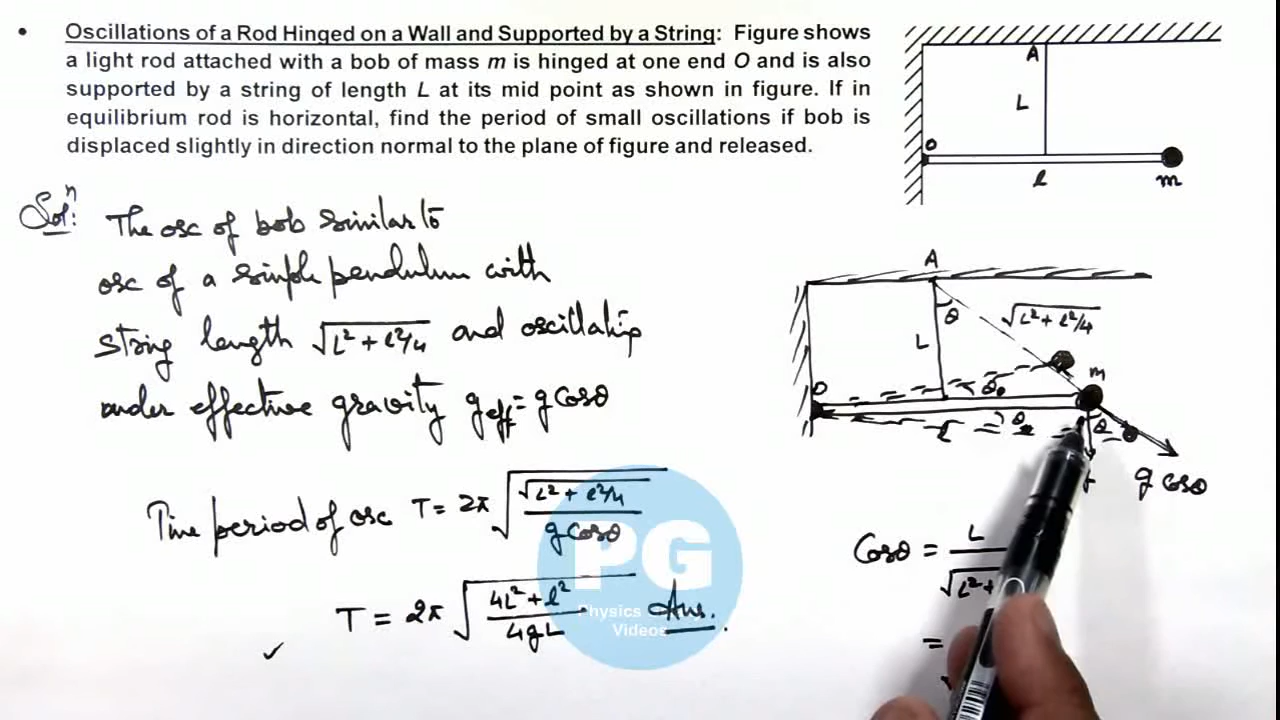 • Oscillations of a Rod Hinged on a Wall and Supported by a String: Figure shows
a light rod attached with a bob of mass m is hinged at one end O and is also
supported by a string of length L at its mid point as shown in figure. If in
equilibrium rod is horizontal, find the period of small oscillations if bob is
displaced slightly in direction normal to the plane of figure and released.
A
L
O
l
m
Solⁿ: The osc of bob similar to
osc of a simple pendulum with
string length √(L² + l²/4) and oscillating
under effective gravity g_eff = g cosθ
Time period of osc T = 2π √(√(L² + l²/4) / g cosθ)
T = 2π √((4L² + l²) / 4gL) Ans.
A
θ
√(L² + l²/4)
L
m
O
θ
θ
l
θ
g cosθ
Cosθ = L / √(L² +
=
PG
Physics
Videos